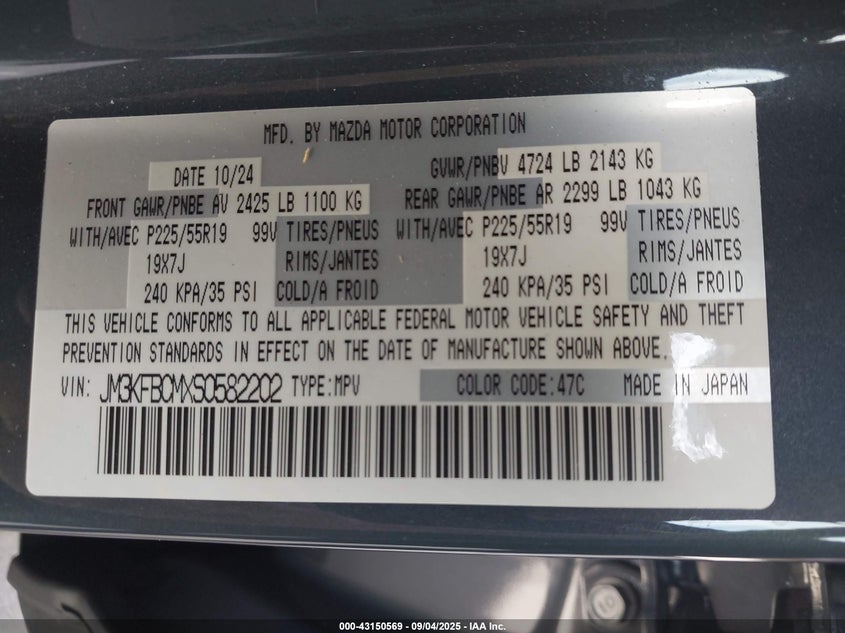 MFD. BY MAZDA MOTOR CORPORATION
DATE 10/24 GVWR/PNBV 4724 LB 2143 KG
FRONT GAWR/PNBE AV 2425 LB 1100 KG REAR GAWR/PNBE AR 2299 LB 1043 KG
WITH/AVEC P225/55R19 99V TIRES/PNEUS WITH/AVEC P225/55R19 99V TIRES/PNEUS
19X7J RIMS/JANTES 19X7J RIMS/JANTES
240 KPA/35 PSI COLD/A FROID 240 KPA/35 PSI COLD/A FROID
THIS VEHICLE CONFORMS TO ALL APPLICABLE FEDERAL MOTOR VEHICLE SAFETY AND THEFT
PREVENTION STANDARDS IN EFFECT ON THE DATE OF MANUFACTURE SHOWN ABOVE.
VIN: JM3KFBCMXS0582202 TYPE:MPV COLOR CODE:47C MADE IN JAPAN
000-43150569 - 09/04/2025 - IAA Inc.